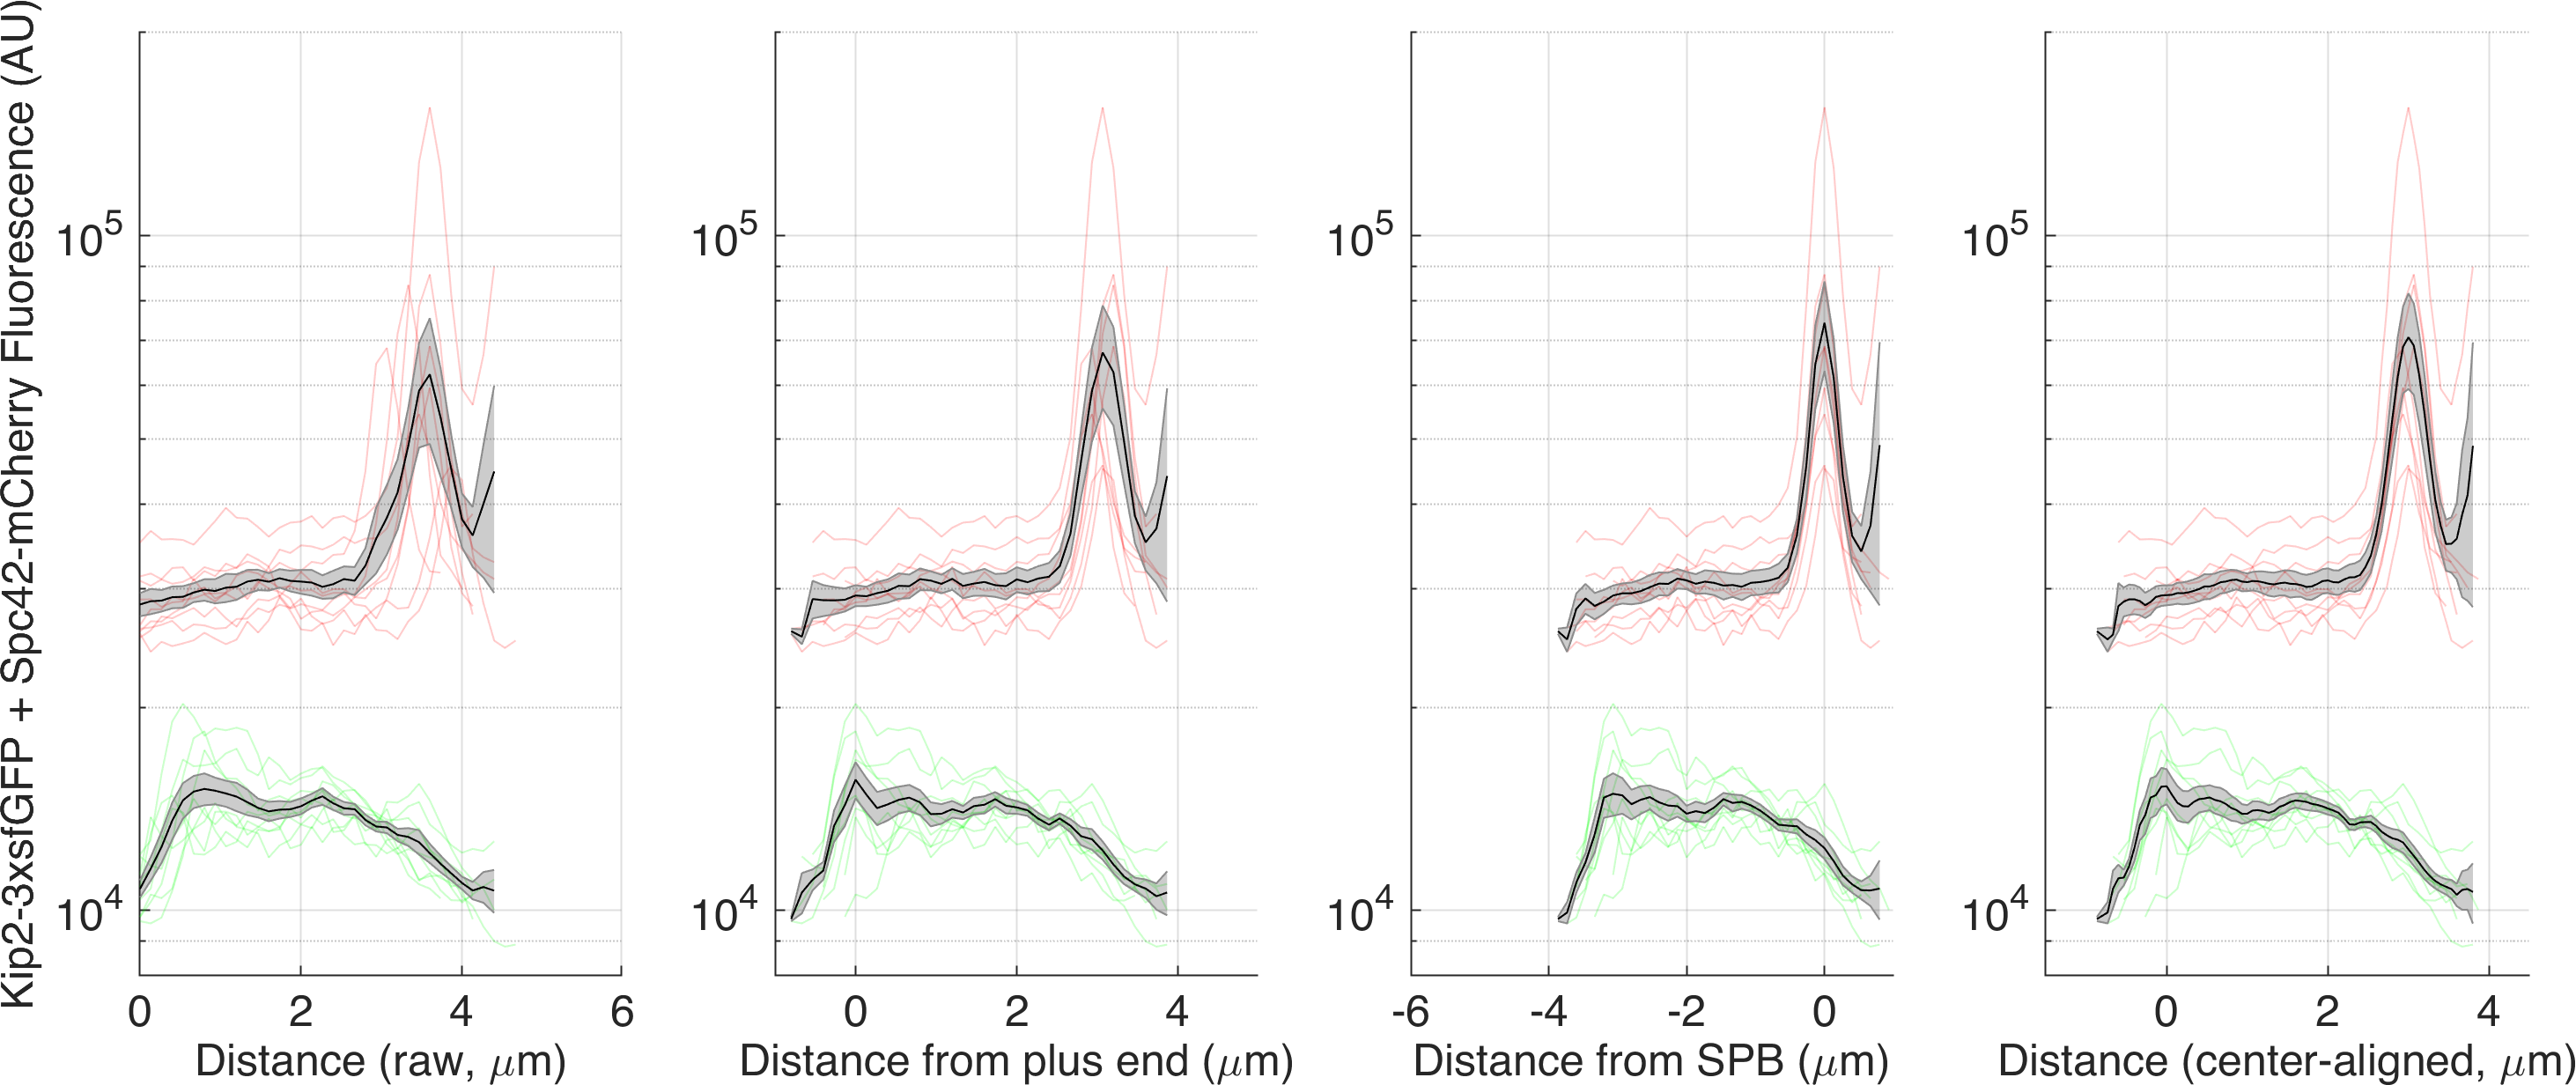 Kip2-3xsfGFP + Spc42-mCherry Fluorescence (AU)
10^5
10^4
0 2 4 6
Distance (raw, μm)
10^5
10^4
0 2 4
Distance from plus end (μm)
10^5
10^4
-6 -4 -2 0
Distance from SPB (μm)
10^5
10^4
0 2 4
Distance (center-aligned, μm)